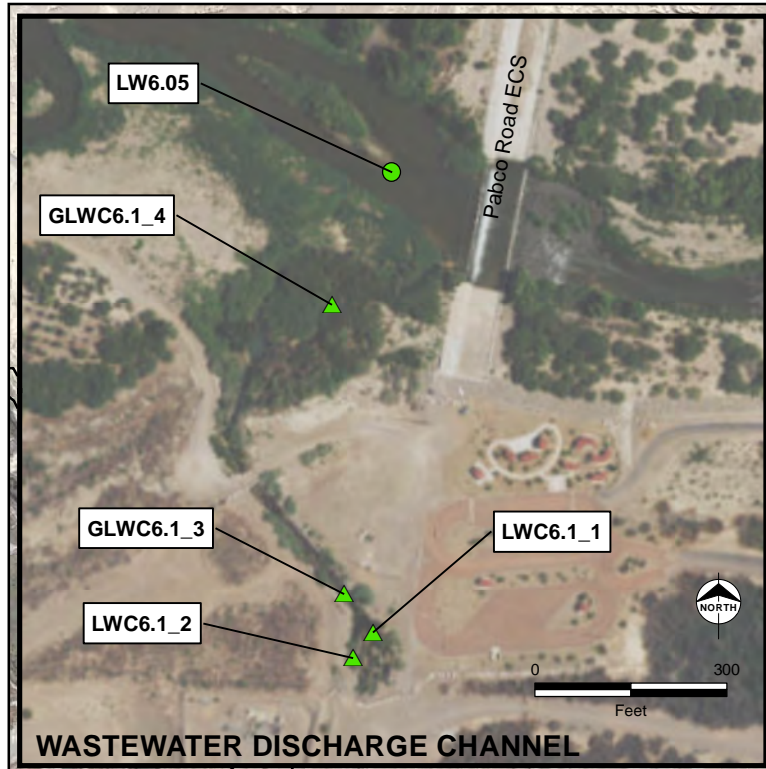 LW6.05
Pabco Road ECS
GLWC6.1_4
GLWC6.1_3
LWC6.1_1
LWC6.1_2
NORTH
0 300
Feet
WASTEWATER DISCHARGE CHANNEL